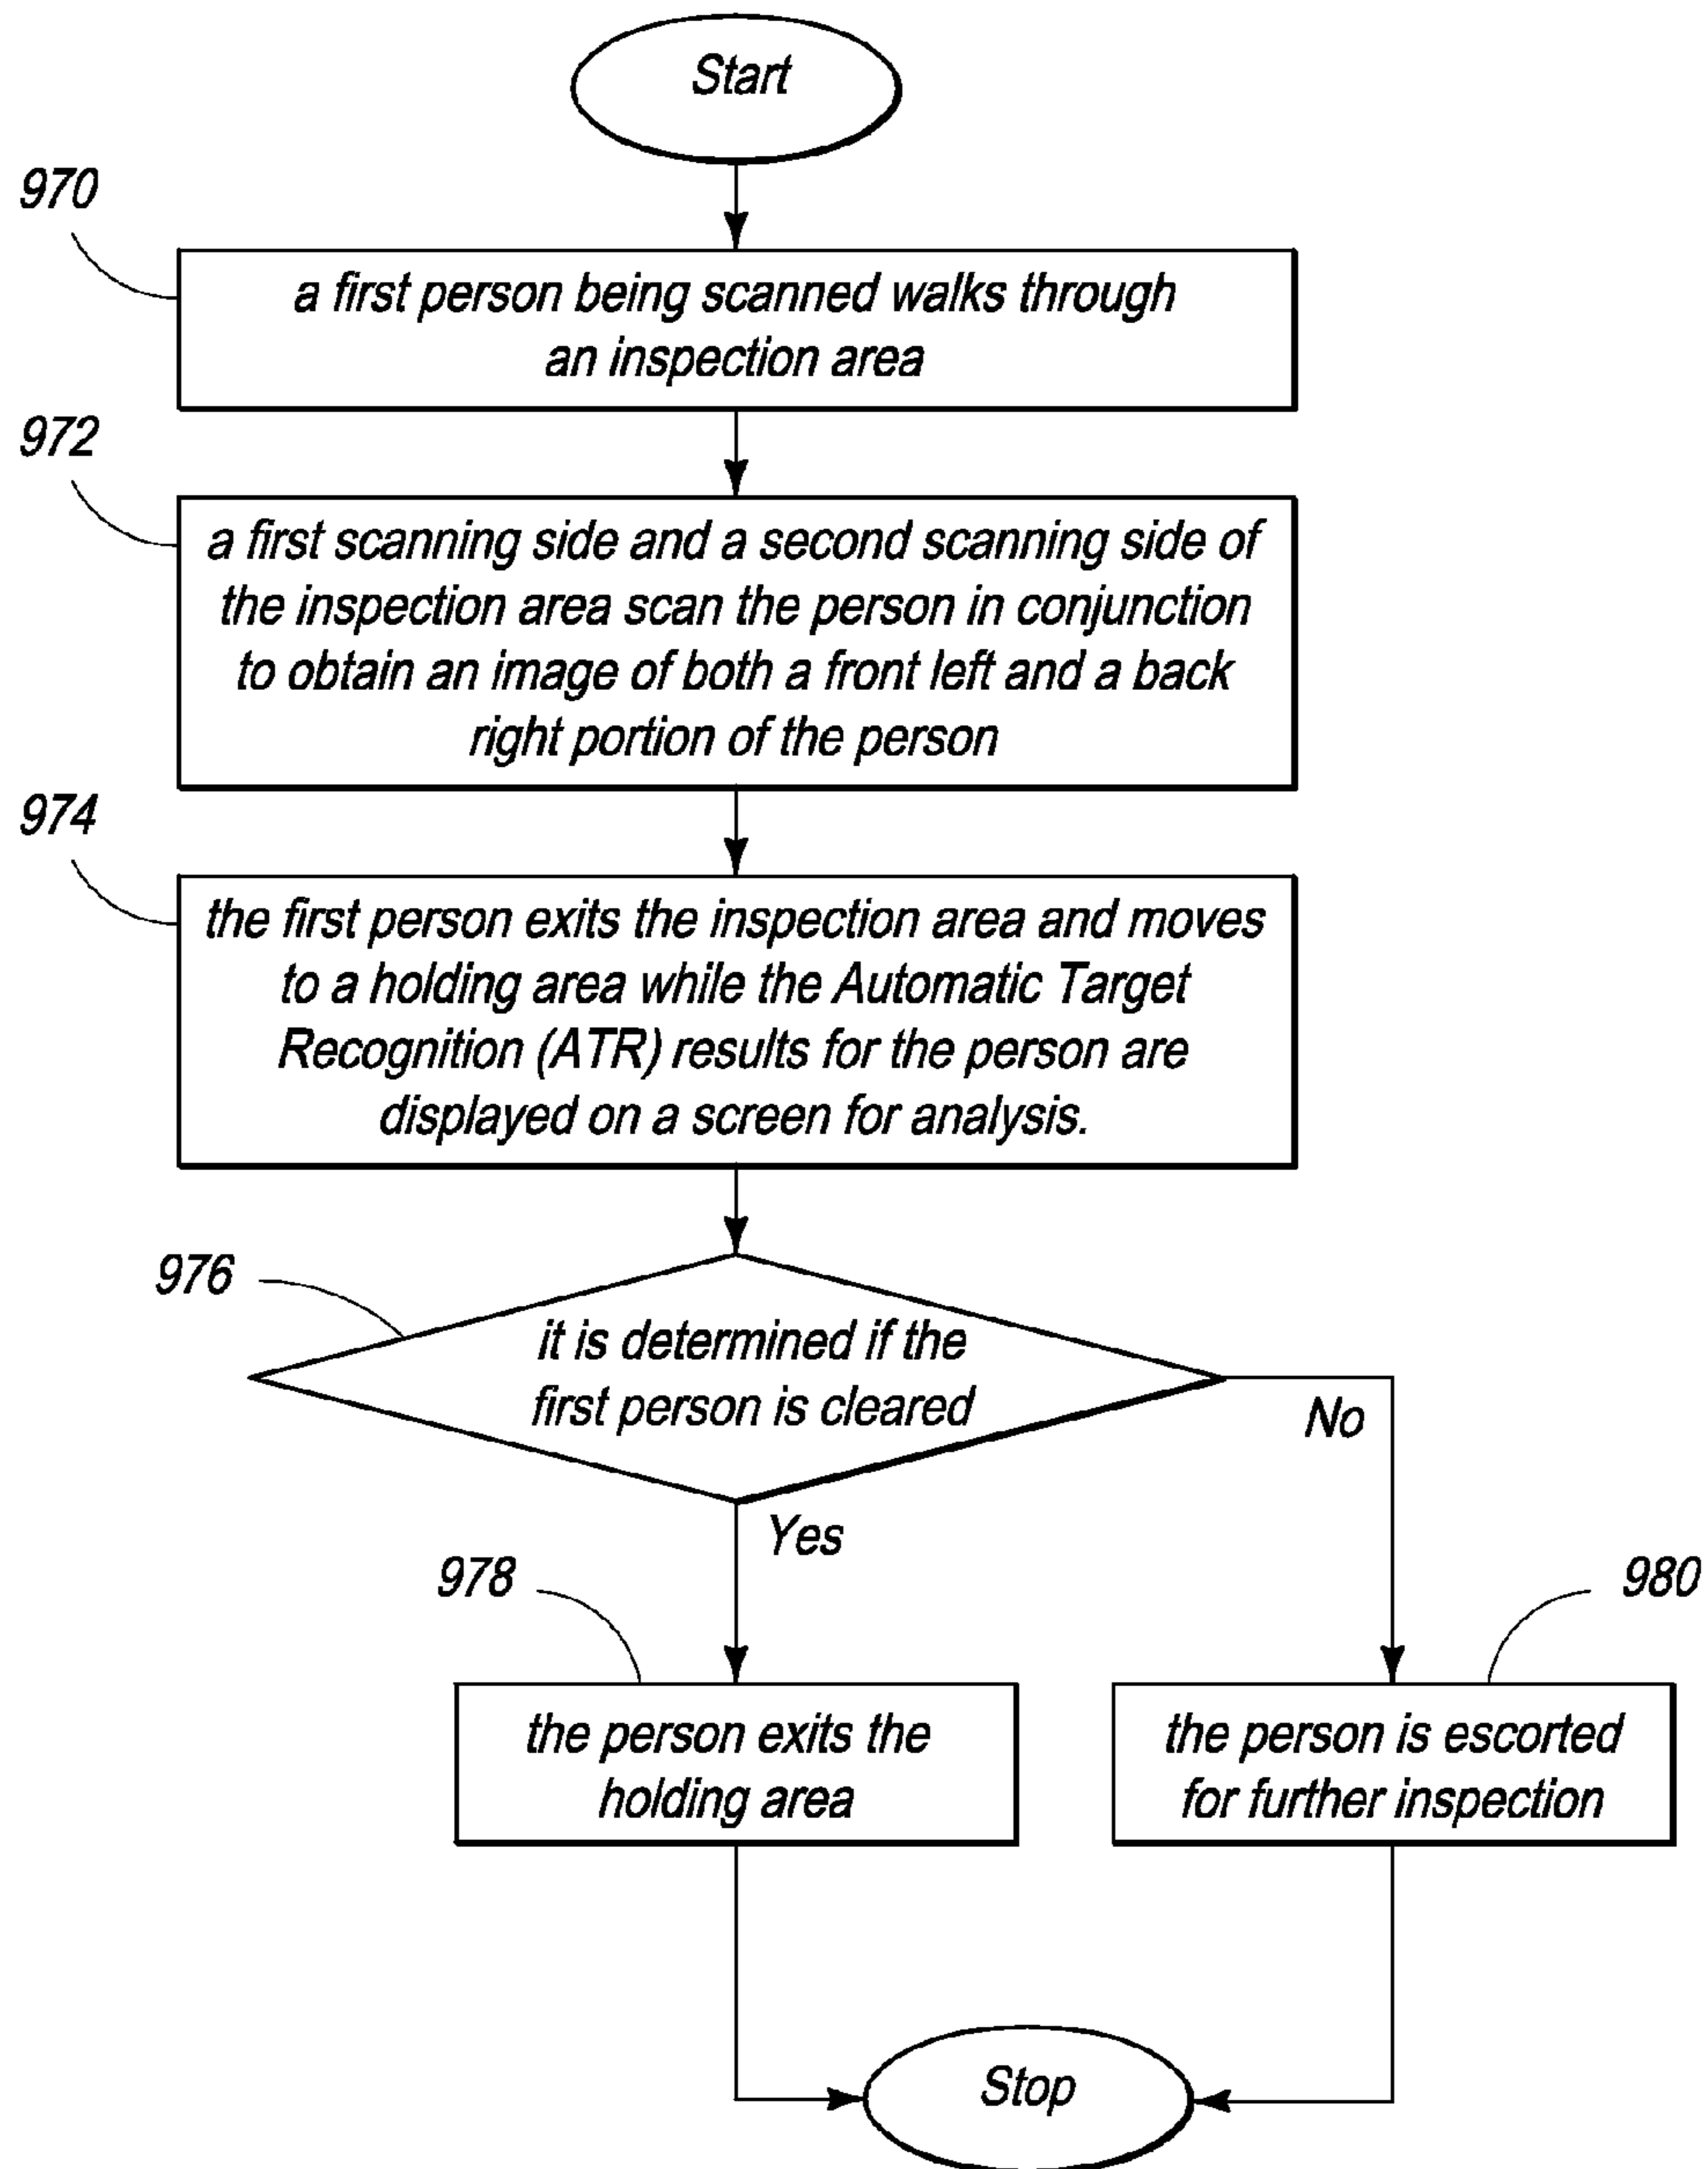 Start
970
a first person being scanned walks through
an inspection area
972
a first scanning side and a second scanning side of
the inspection area scan the person in conjunction
to obtain an image of both a front left and a back
right portion of the person
974
the first person exits the inspection area and moves
to a holding area while the Automatic Target
Recognition (ATR) results for the person are
displayed on a screen for analysis.
976
it is determined if the
first person is cleared
No
Yes
978
980
the person exits the
holding area
the person is escorted
for further inspection
Stop